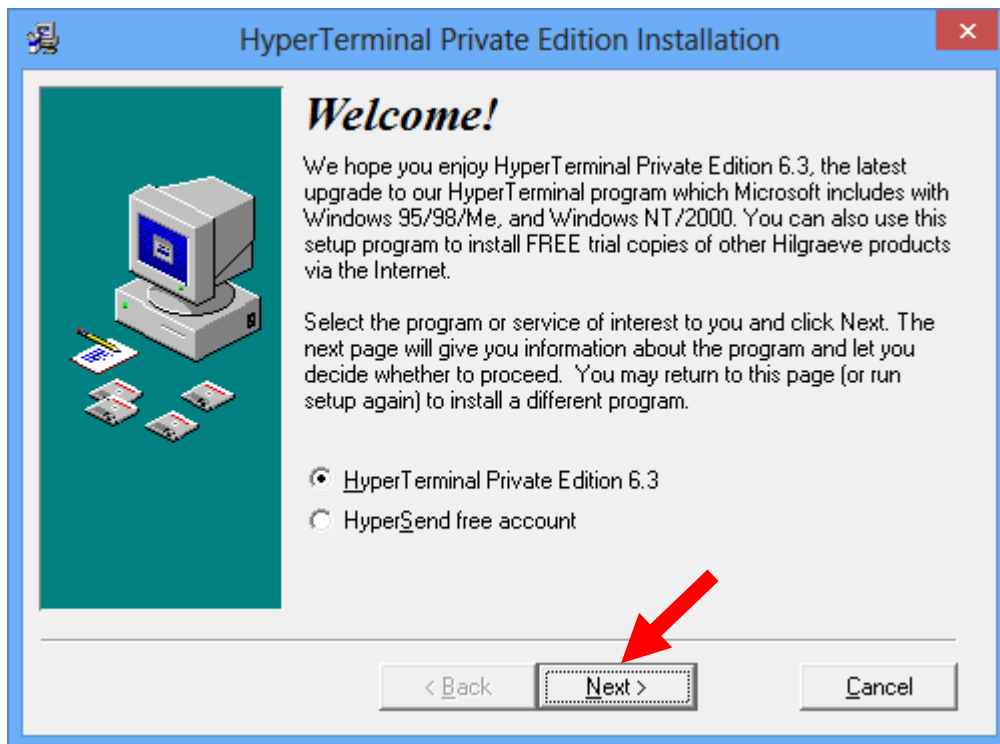 HyperTerminal Private Edition Installation
Welcome!
We hope you enjoy HyperTerminal Private Edition 6.3, the latest
upgrade to our HyperTerminal program which Microsoft includes with
Windows 95/98/Me, and Windows NT/2000. You can also use this
setup program to install FREE trial copies of other Hilgraeve products
via the Internet.
Select the program or service of interest to you and click Next. The
next page will give you information about the program and let you
decide whether to proceed.  You may return to this page (or run
setup again) to install a different program.
HyperTerminal Private Edition 6.3
HyperSend free account
< Back
Next >
Cancel